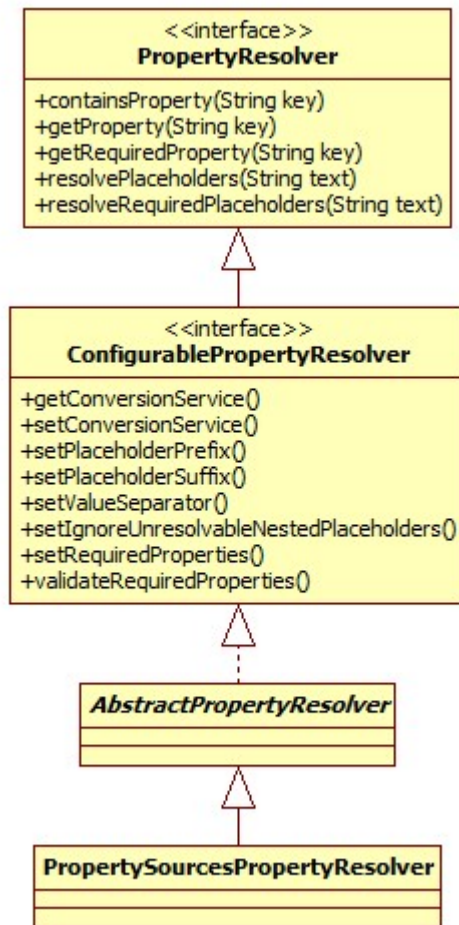 <<interface>>
PropertyResolver
+containsProperty(String key)
+getProperty(String key)
+getRequiredProperty(String key)
+resolvePlaceholders(String text)
+resolveRequiredPlaceholders(String text)
<<interface>>
ConfigurablePropertyResolver
+getConversionService()
+setConversionService()
+setPlaceholderPrefix()
+setPlaceholderSuffix()
+setValueSeparator()
+setIgnoreUnresolvableNestedPlaceholders()
+setRequiredProperties()
+validateRequiredProperties()
AbstractPropertyResolver
PropertySourcesPropertyResolver